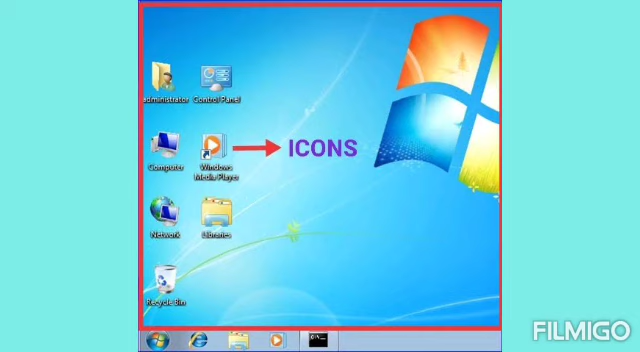 administrator
Control Panel
ICONS
Computer
Windows
Media Player
Network
Libraries
Recycle Bin
C:\._
FILMIGO